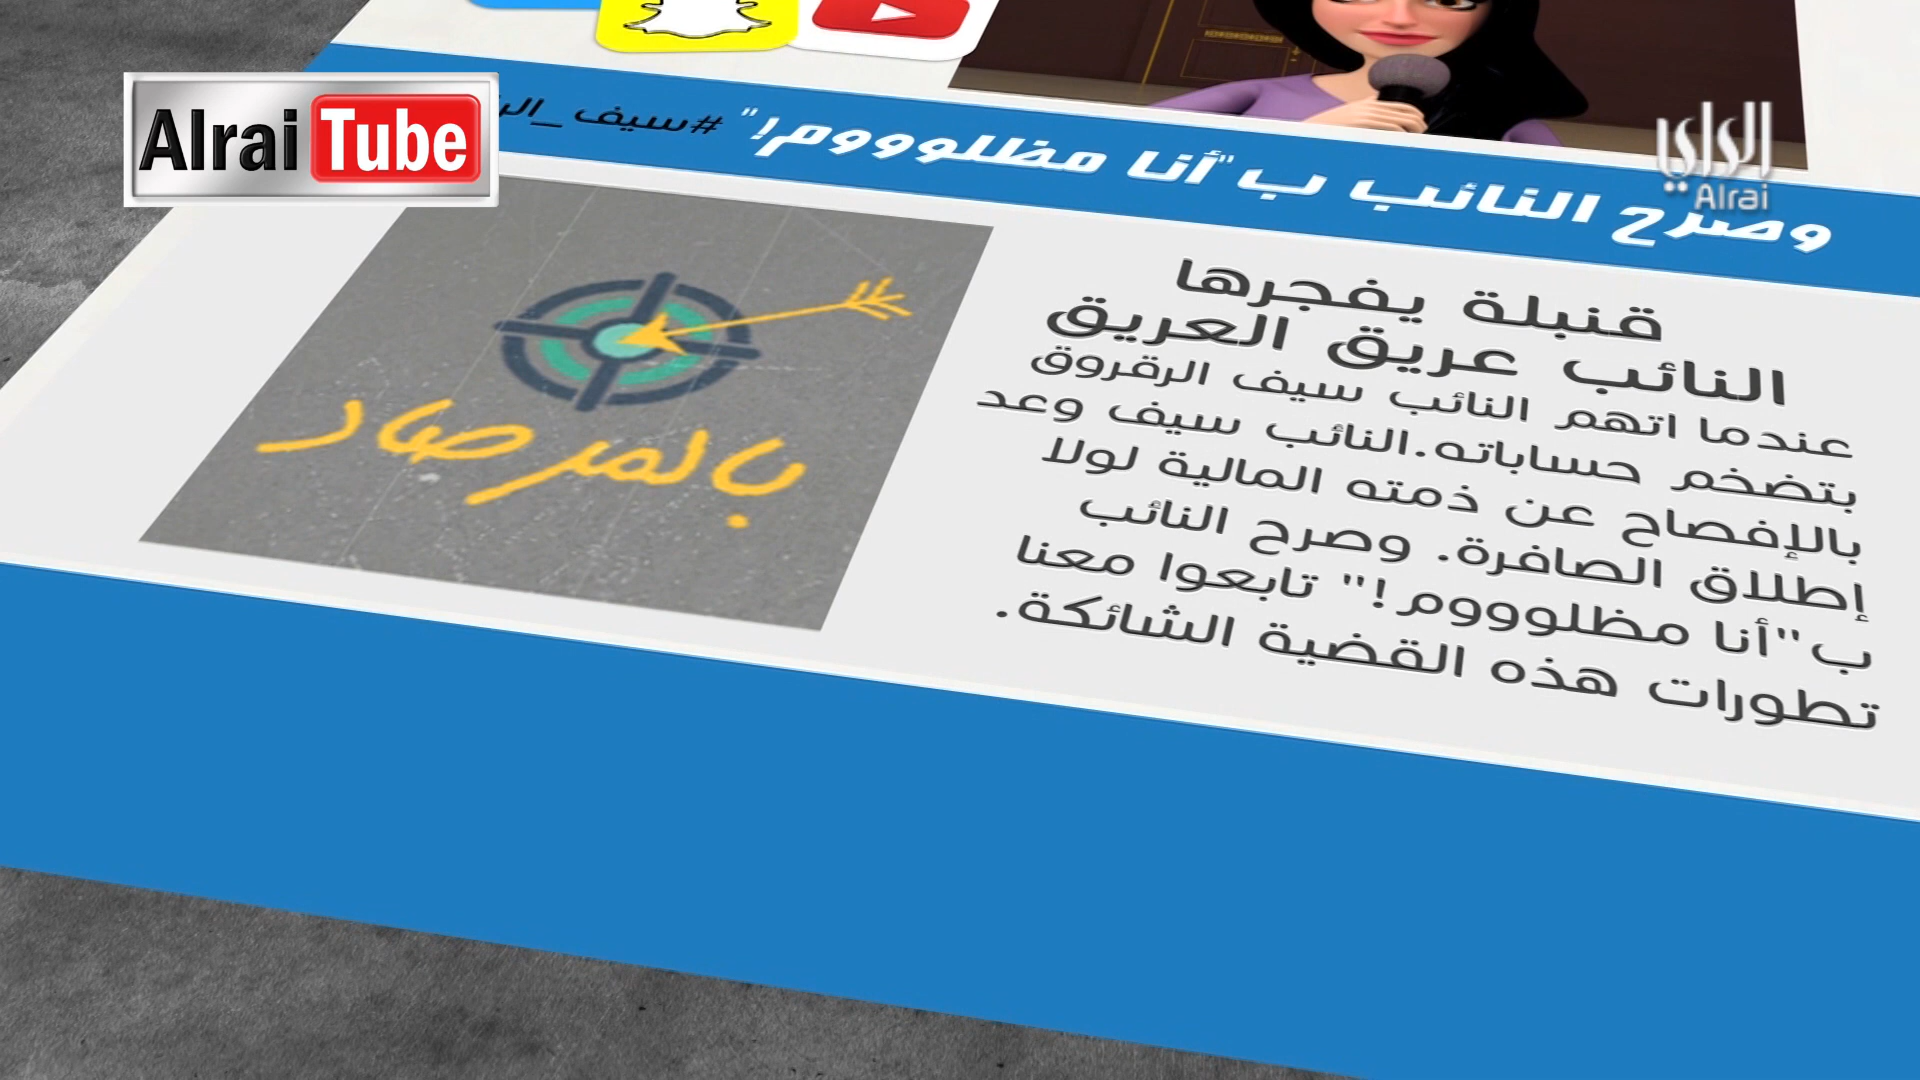 Alrai Tube
الراي
Alrai
وصرح النائب ب"أنا مظلوووم!" #سيف_
قنبلة يفجرها
النائب عريق العريق
عندما اتهم النائب سيف الرقروق
بتضخم حساباته.النائب سيف وعد
بالإفصاح عن ذمته المالية لولا
إطلاق الصافرة. وصرح النائب
ب"أنا مظلوووم!" تابعوا معنا
تطورات هذه القضية الشائكة.
بالمرصاد